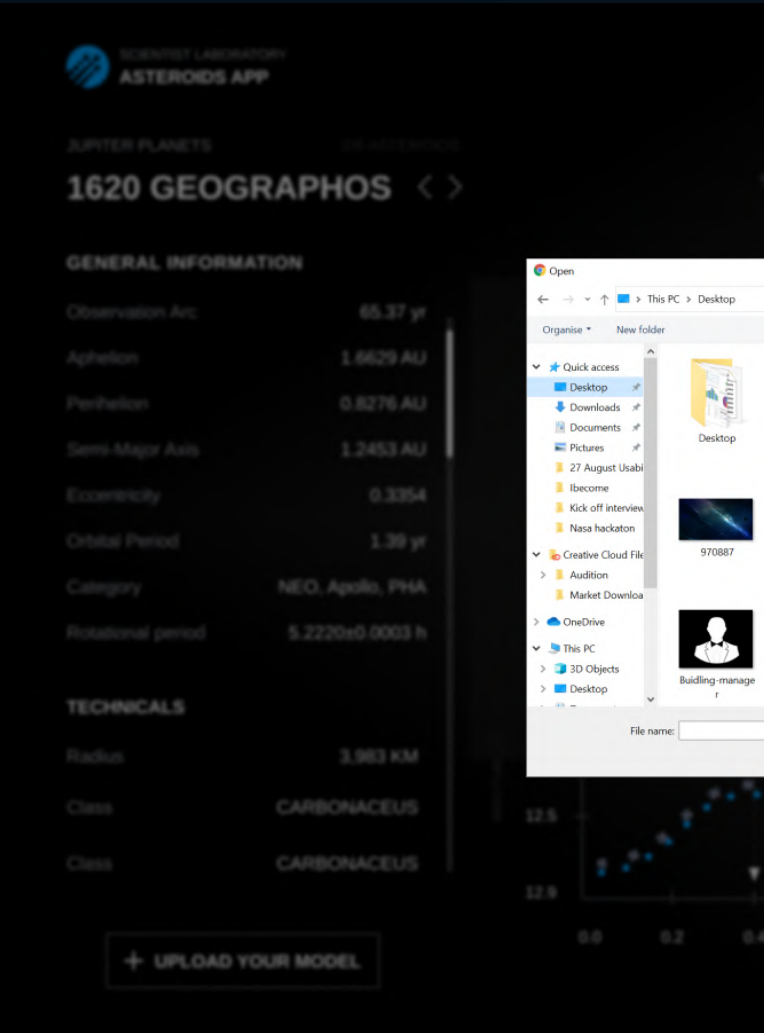 SCIENTIST LABORATORY
ASTEROIDS APP
JUPITER PLANETS
1620 GEOGRAPHOS < >
GENERAL INFORMATION
Observation Arc 65.37 yr
Aphelion 1.6629 AU
Perihelion 0.8276 AU
Semi-Major Axis 1.2453 AU
Eccentricity 0.3354
Orbital Period 1.39 yr
Category NEO, Apollo, PHA
Rotational period 5.2220±0.0003 h
TECHNICALS
Radius 3,983 KM
Class CARBONACEUS
Class CARBONACEUS
+ UPLOAD YOUR MODEL
Open
This PC > Desktop
Organise New folder
Quick access
Desktop
Downloads
Documents
Pictures
27 August Usabi
Ibecome
Kick off interview
Nasa hackaton
Creative Cloud File
Audition
Market Downloa
OneDrive
This PC
3D Objects
Desktop
Desktop
970887
Buidling-manage
r
File name:
12.5
12.9
0.0 0.2 0.4